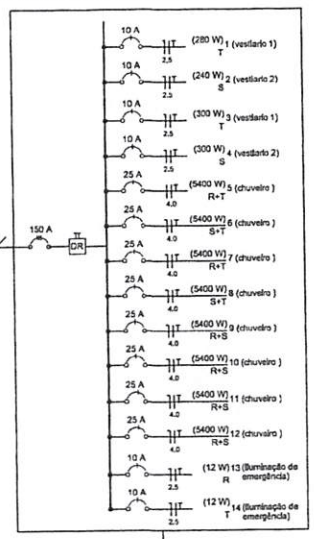 10 A
(280 W) 1 (vestiario 1)
T
2.5
10 A
(240 W) 2 (vestiario 2)
S
2.5
10 A
(300 W) 3 (vestiario 1)
T
2.5
10 A
(300 W) 4 (vestiario 2)
S
2.5
25 A
(5400 W) 5 (chuveiro )
R+T
4.0
25 A
(5400 W) 6 (chuveiro )
S+T
4.0
150 A
DR
25 A
(5400 W) 7 (chuveiro )
R+T
4.0
25 A
(5400 W) 8 (chuveiro )
S+T
4.0
25 A
(5400 W) 9 (chuveiro )
R+S
4.0
25 A
(5400 W) 10 (chuveiro )
R+S
4.0
25 A
(5400 W) 11 (chuveiro )
R+S
4.0
25 A
(5400 W) 12 (chuveiro )
R+S
4.0
10 A
(12 W) 13 (iluminação de
R emergência)
2.5
10 A
(12 W) 14 (iluminação de
T emergência)
2.5